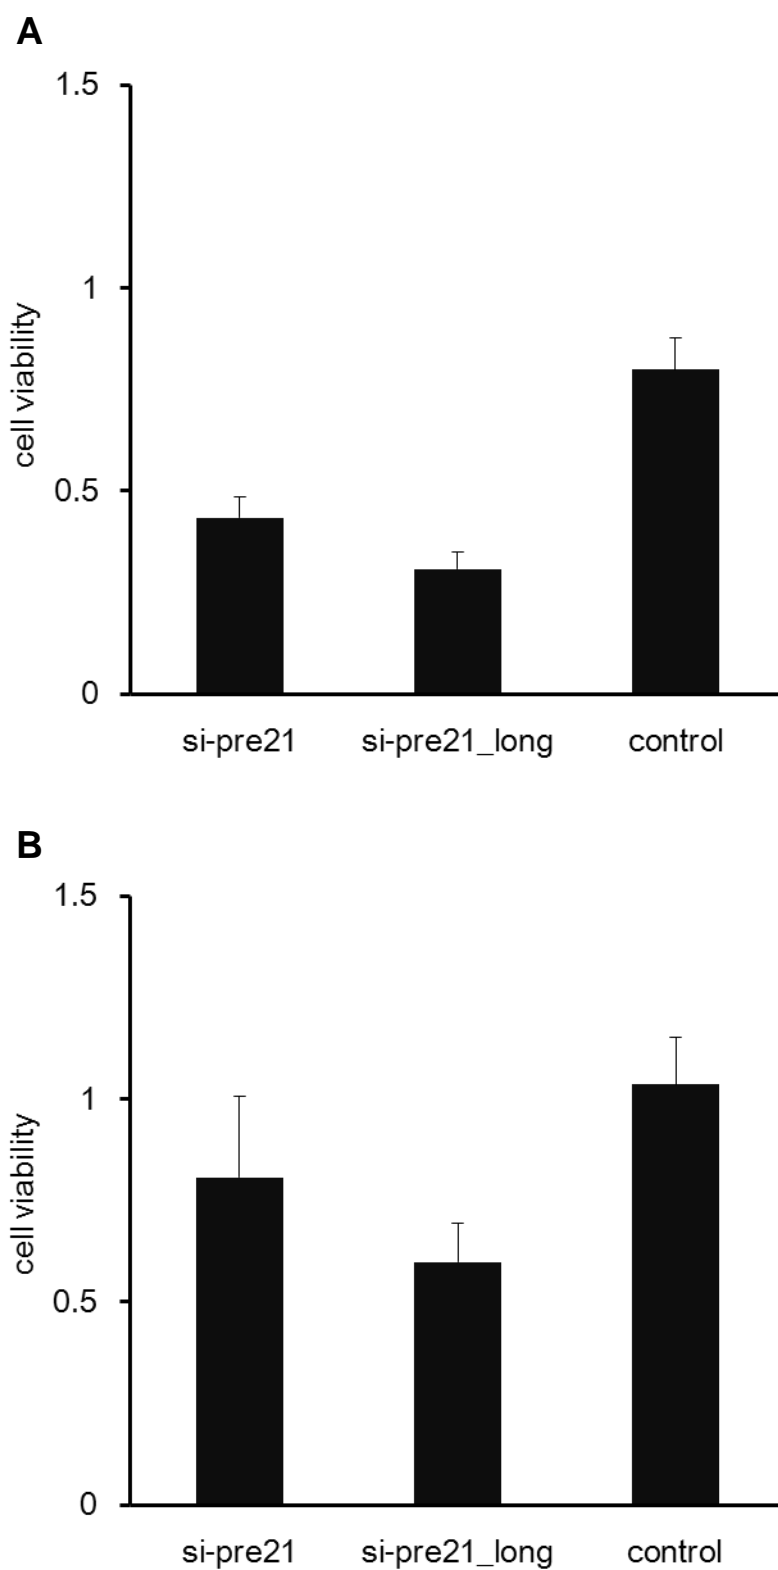 A
1.5
1
0.5
0
cell viability
si-pre21 si-pre21_long control
B
1.5
1
0.5
0
cell viability
si-pre21 si-pre21_long control